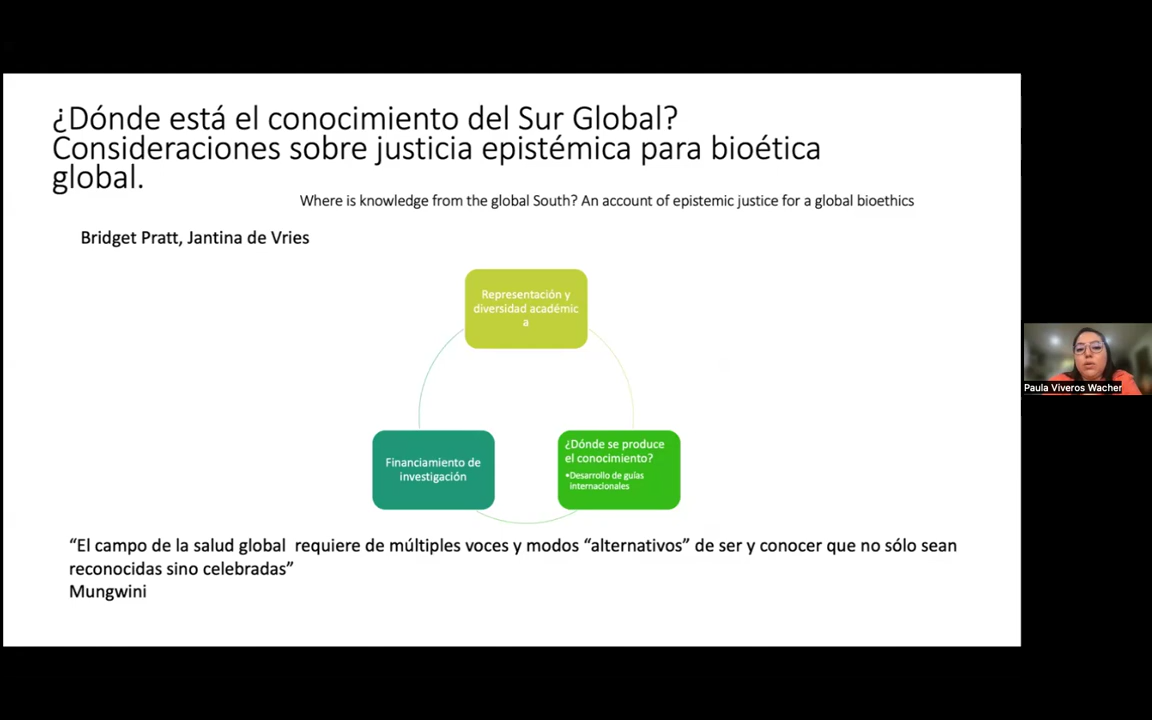 ¿Dónde está el conocimiento del Sur Global?
Consideraciones sobre justicia epistémica para bioética
global.
Where is knowledge from the global South? An account of epistemic justice for a global bioethics
Bridget Pratt, Jantina de Vries
Representación y
diversidad académic
a
Financiamiento de
investigación
¿Dónde se produce
el conocimiento?
•Desarrollo de guías
internacionales
Paula Viveros Wacher
“El campo de la salud global requiere de múltiples voces y modos “alternativos” de ser y conocer que no sólo sean
reconocidas sino celebradas”
Mungwini